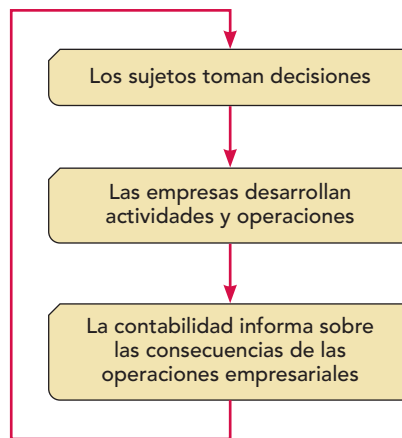 Los sujetos toman decisiones
Las empresas desarrollan
actividades y operaciones
La contabilidad informa sobre
las consecuencias de las
operaciones empresariales